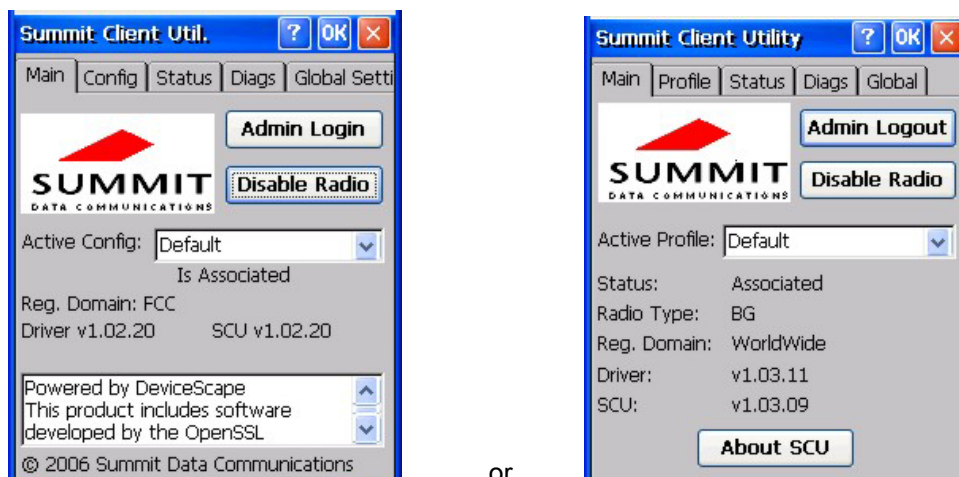 Summit Client Util. ? OK
Main Config Status Diags Global Setti
Admin Login
SUMMIT
DATA COMMUNICATIONS
Disable Radio
Active Config: Default
Is Associated
Reg. Domain: FCC
Driver v1.02.20 SCU v1.02.20
Powered by DeviceScape
This product includes software
developed by the OpenSSL
© 2006 Summit Data Communications
or
Summit Client Utility ? OK
Main Profile Status Diags Global
Admin Logout
SUMMIT
DATA COMMUNICATIONS
Disable Radio
Active Profile: Default
Status: Associated
Radio Type: BG
Reg. Domain: WorldWide
Driver: v1.03.11
SCU: v1.03.09
About SCU